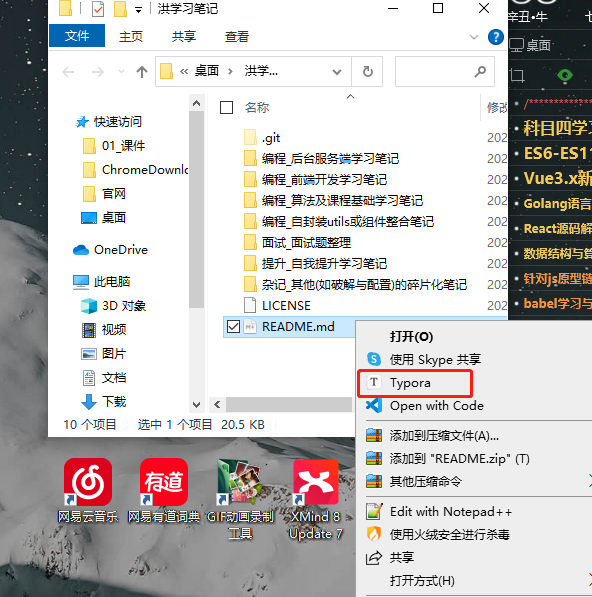 洪学习笔记
文件 主页 共享 查看
« 桌面 › 洪学...
快速访问
01_课件
ChromeDownlo
官网
桌面
OneDrive
此电脑
3D 对象
视频
图片
文档
下载
名称 修改
.git 202
编程_后台服务端学习笔记 202
编程_前端开发学习笔记 202
编程_算法及课程基础学习笔记 202
编程_自封装utils或组件整合笔记 202
面试_面试题整理 202
提升_自我提升学习笔记 202
杂记_其他(如破解与配置)的碎片化笔记 202
LICENSE 202
README.md
10 个项目 选中 1 个项目 20.5 KB
打开(O)
使用 Skype 共享
T Typora
Open with Code
添加到压缩文件(A)...
添加到 "README.zip" (T)
其他压缩命令
Edit with Notepad++
使用火绒安全进行杀毒
共享
打开方式(H)
网易云音乐
有道
网易有道词典
GIF动画录制
工具
XMind 8
Update 7
辛丑·牛 七
桌面
/*************
科目四学习
ES6-ES11
Vue3.x新
Golang语言
React源码解
数据结构与算
针对js原型链
babel学习与